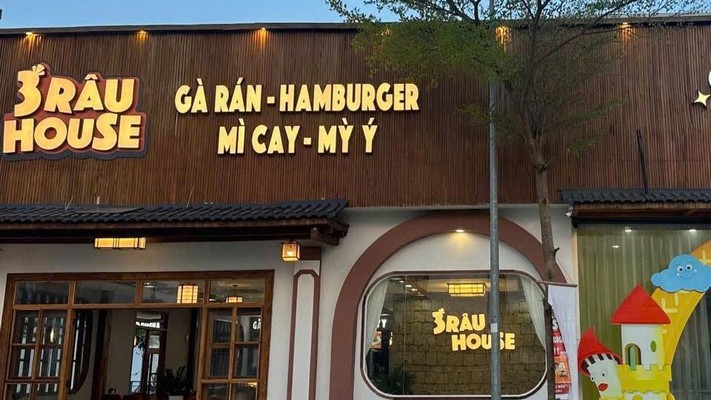 3 RÂU
HOUSE
GÀ RÁN - HAMBURGER
MÌ CAY - MỲ Ý
3 RÂU
HOUSE